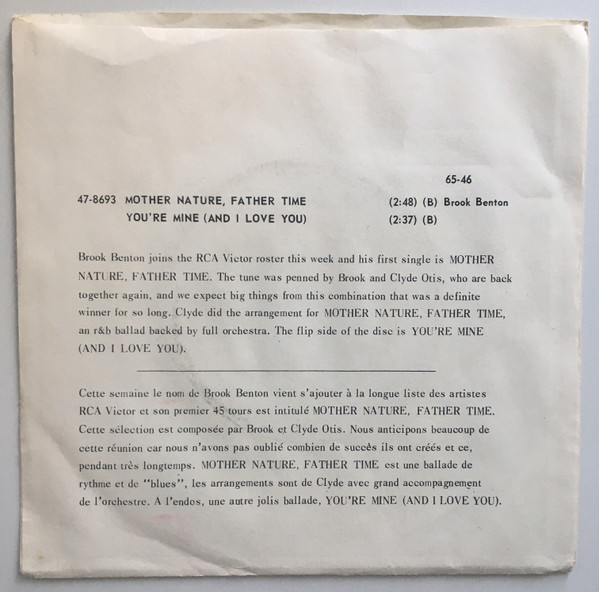 65-46
47-8693 MOTHER NATURE, FATHER TIME (2:48) (B) Brook Benton
YOU'RE MINE (AND I LOVE YOU) (2:37) (B)
Brook Benton joins the RCA Victor roster this week and his first single is MOTHER
NATURE, FATHER TIME. The tune was penned by Brook and Clyde Otis, who are back
together again, and we expect big things from this combination that was a definite
winner for so long. Clyde did the arrangement for MOTHER NATURE, FATHER TIME,
an r&b ballad backed by full orchestra. The flip side of the disc is YOU'RE MINE
(AND I LOVE YOU).
Cette semaine le nom de Brook Benton vient s'ajouter à la longue liste des artistes
RCA Victor et son premier 45 tours est intitulé MOTHER NATURE, FATHER TIME.
Cette sélection est composée par Brook et Clyde Otis. Nous anticipons beaucoup de
cette réunion car nous n'avons pas oublié combien de succès ils ont créés et ce,
pendant très longtemps. MOTHER NATURE, FATHER TIME est une ballade de
rythme et de "blues", les arrangements sont de Clyde avec grand accompagnement
de l'orchestre. A l'endos, une autre jolis ballade, YOU'RE MINE (AND I LOVE YOU).